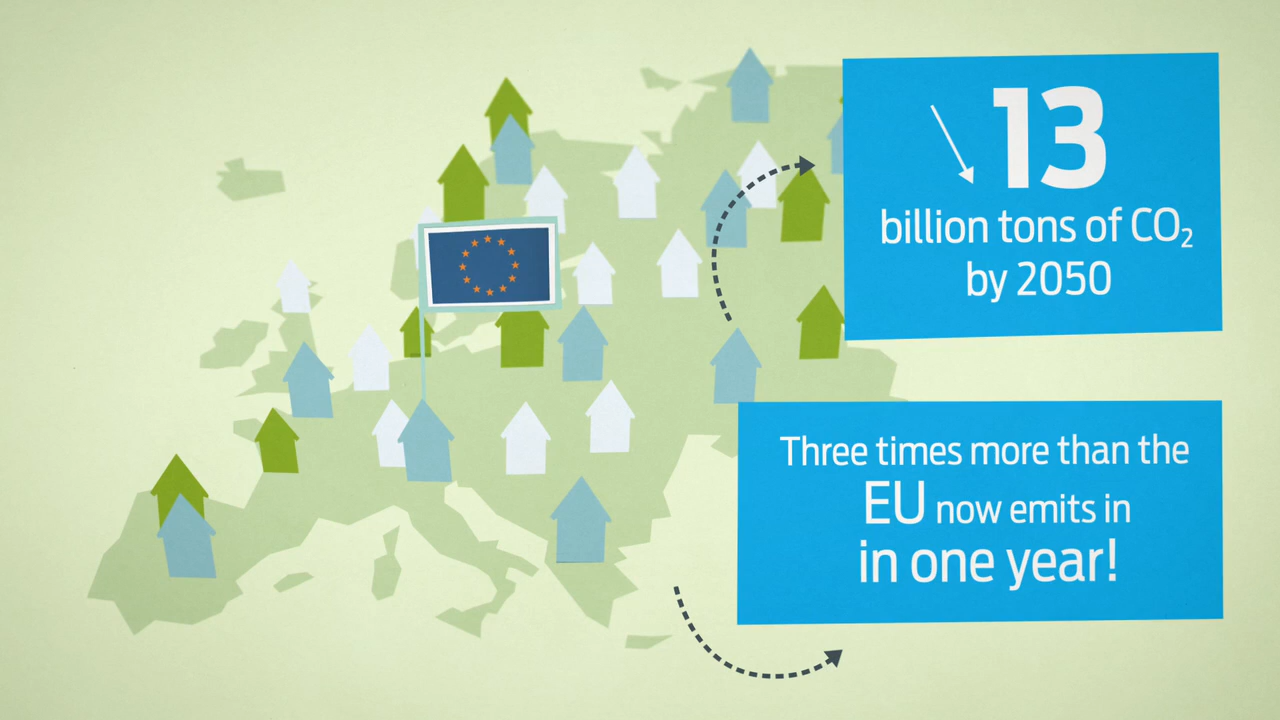 13
billion tons of CO₂
by 2050
Three times more than the
EU now emits in
in one year!